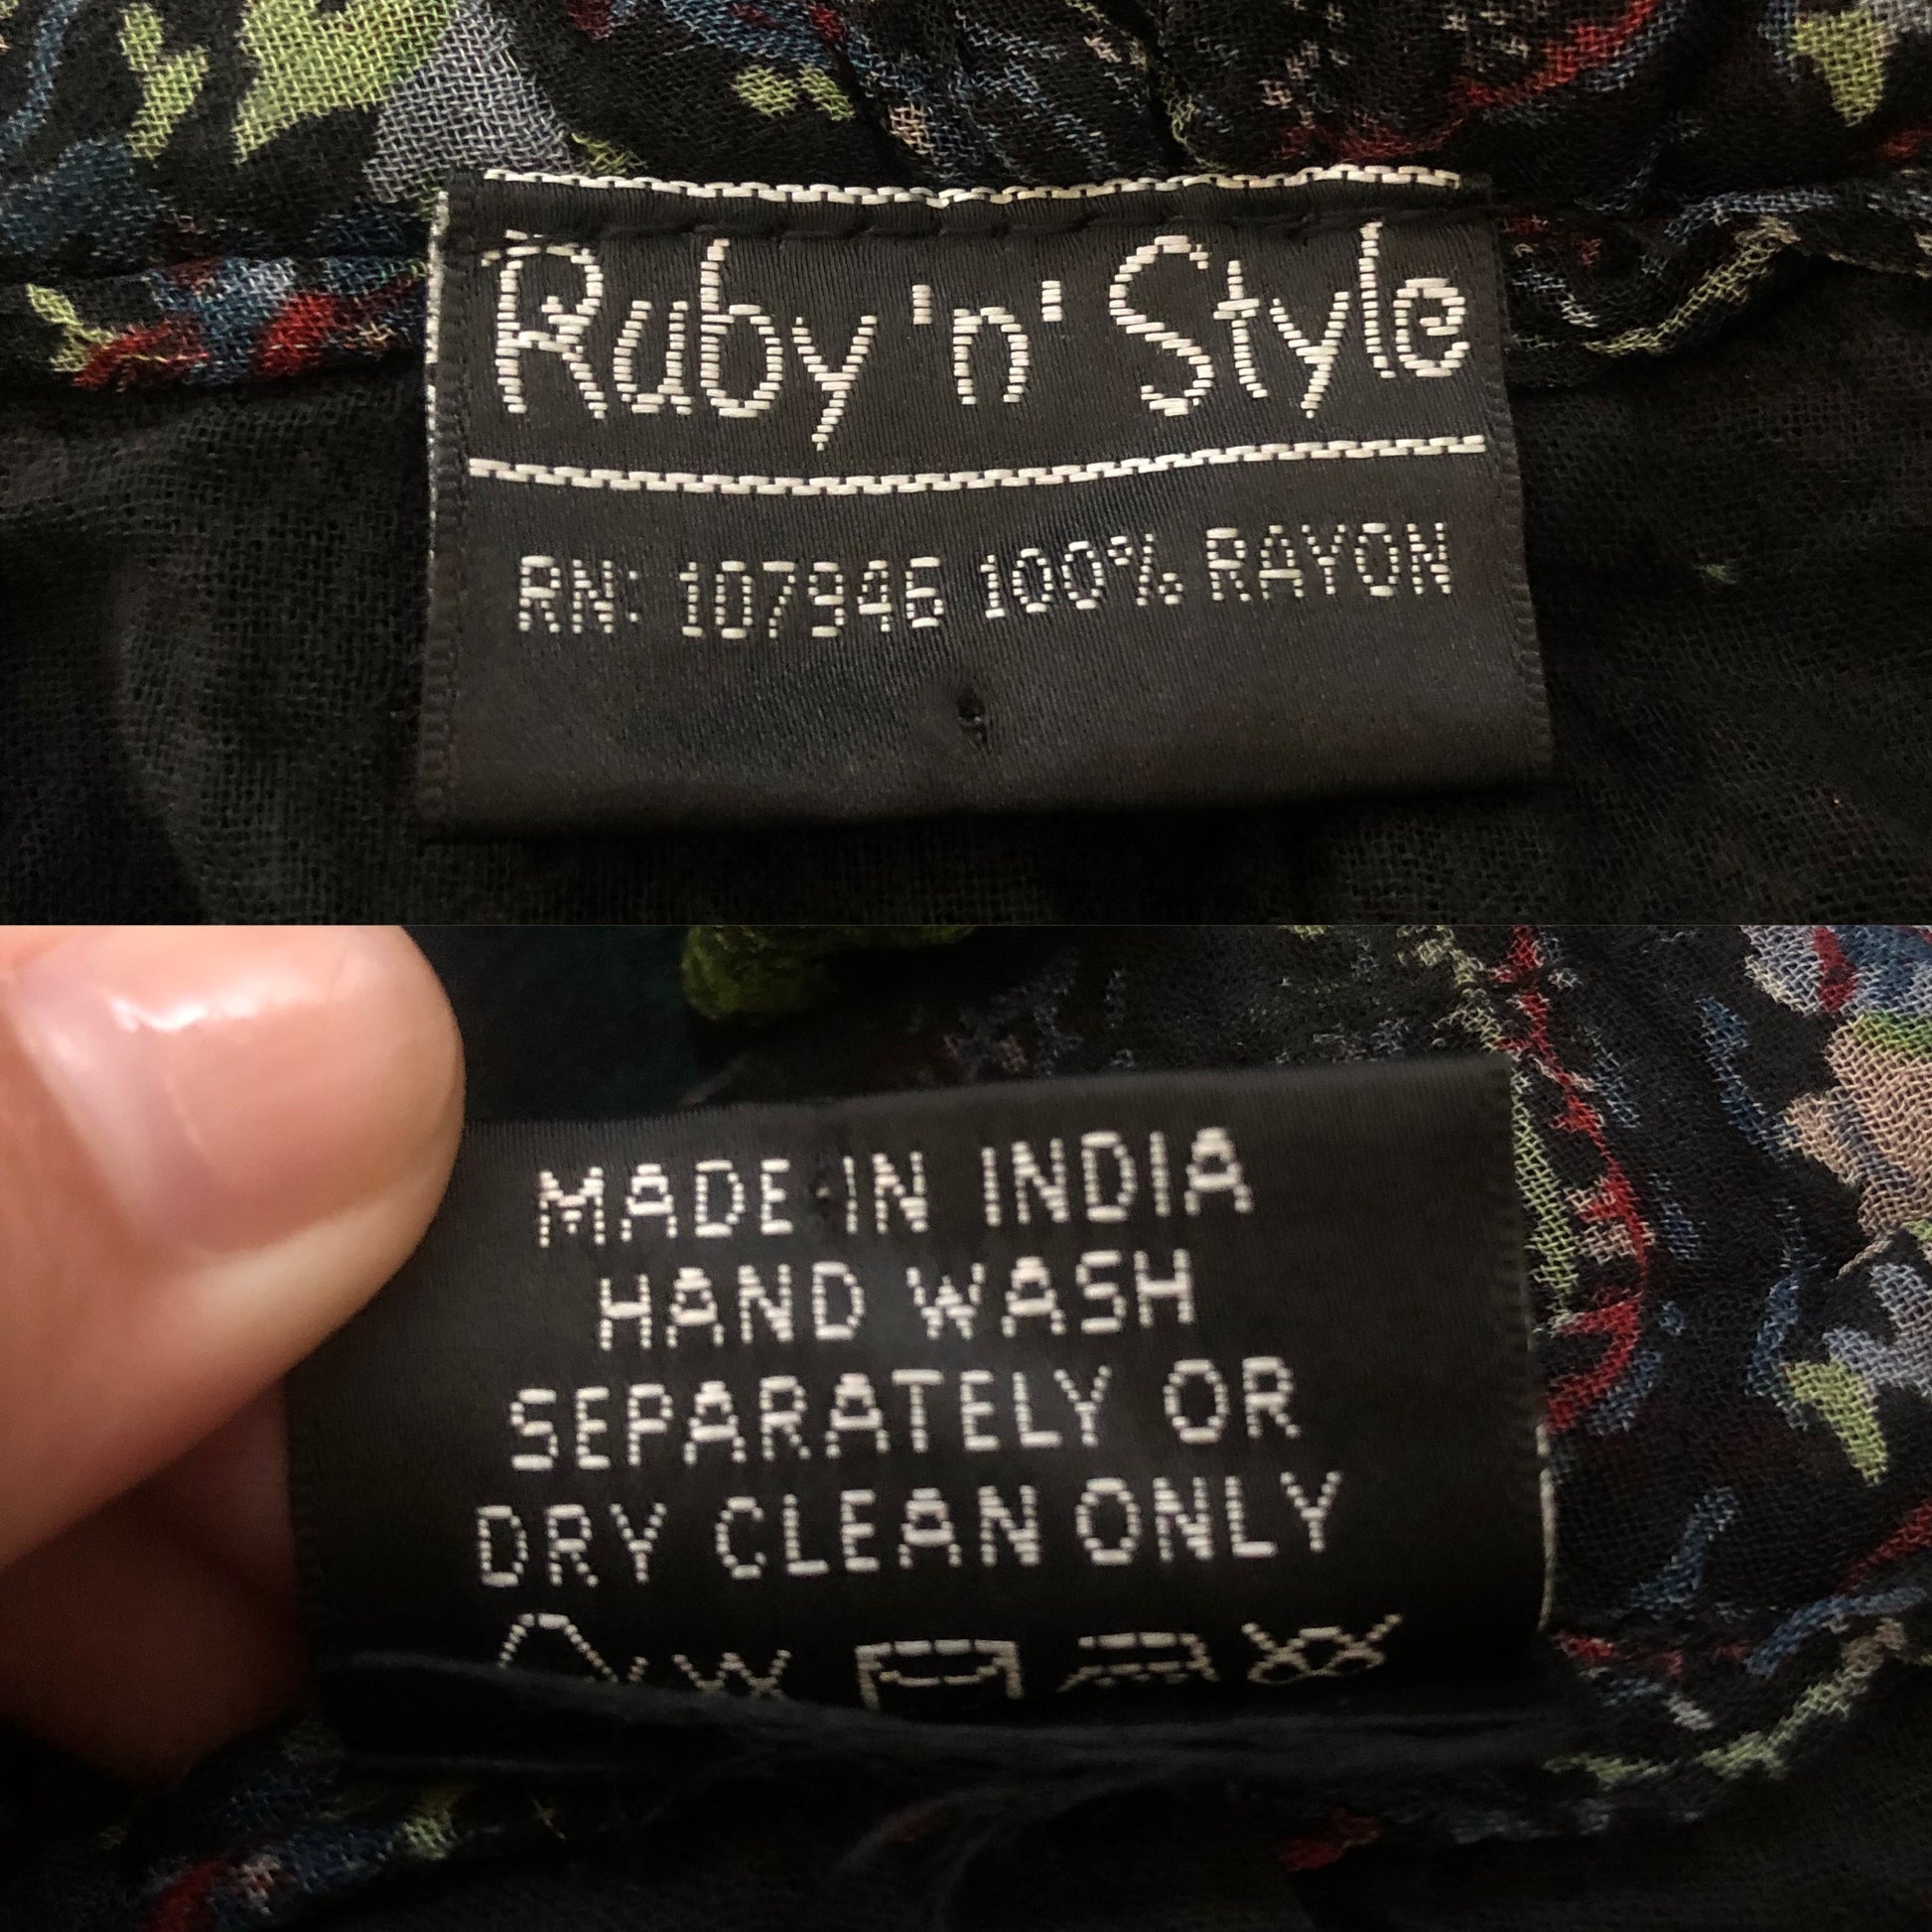 Ruby 'n' Style
RN: 107946 100% RAYON
MADE IN INDIA
HAND WASH
SEPARATELY OR
DRY CLEAN ONLY